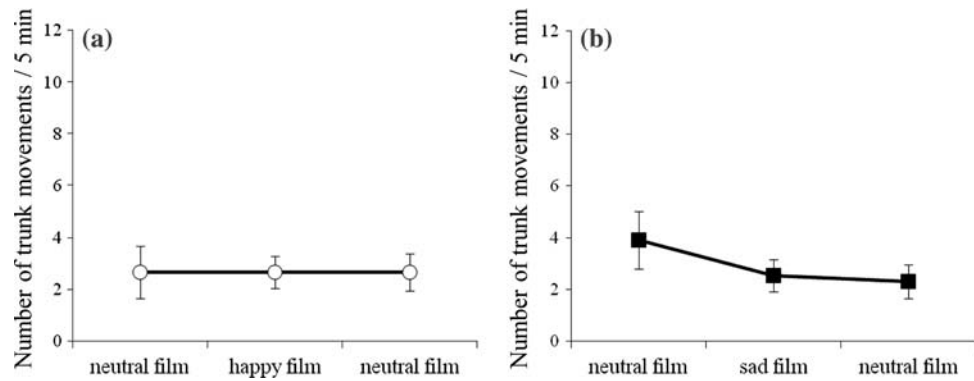 (a)
Number of trunk movements / 5 min
12
10
8
6
4
2
0
neutral film happy film neutral film
(b)
Number of trunk movements / 5 min
12
10
8
6
4
2
0
neutral film sad film neutral film